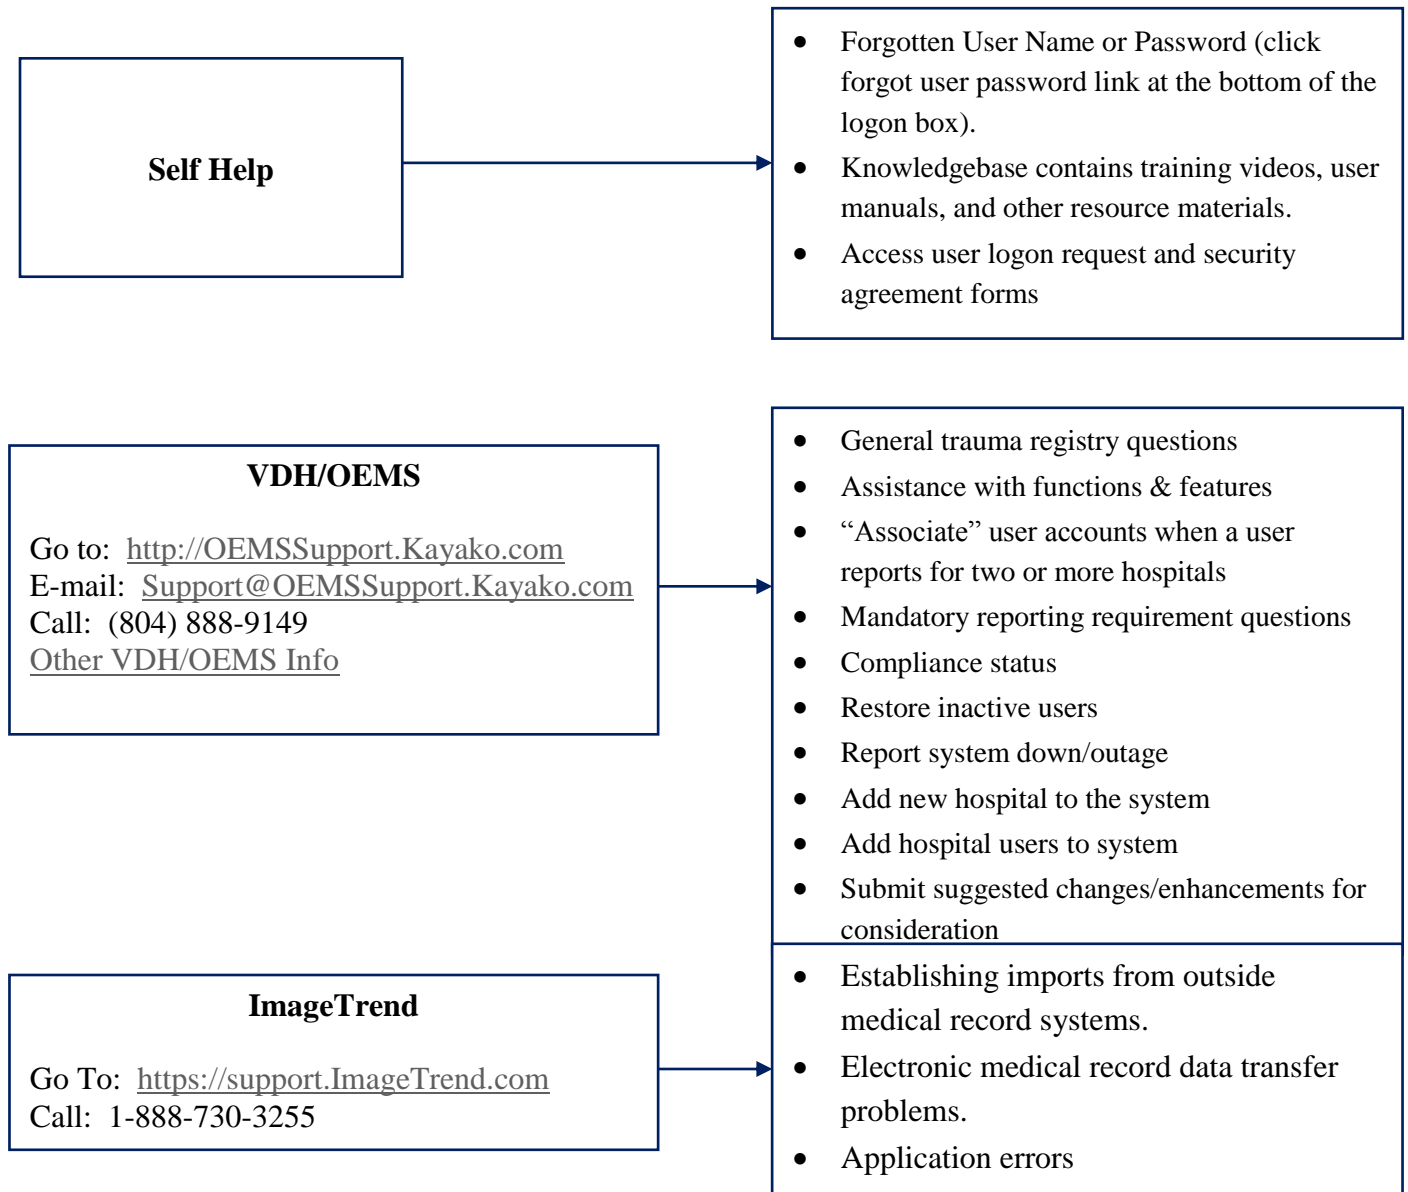 Self Help
• Forgotten User Name or Password (click
forgot user password link at the bottom of the
logon box).
• Knowledgebase contains training videos, user
manuals, and other resource materials.
• Access user logon request and security
agreement forms
VDH/OEMS
Go to: http://OEMSSupport.Kayako.com
E-mail: Support@OEMSSupport.Kayako.com
Call: (804) 888-9149
Other VDH/OEMS Info
• General trauma registry questions
• Assistance with functions & features
• “Associate” user accounts when a user
reports for two or more hospitals
• Mandatory reporting requirement questions
• Compliance status
• Restore inactive users
• Report system down/outage
• Add new hospital to the system
• Add hospital users to system
• Submit suggested changes/enhancements for
consideration
ImageTrend
Go To: https://support.ImageTrend.com
Call: 1-888-730-3255
• Establishing imports from outside
medical record systems.
• Electronic medical record data transfer
problems.
• Application errors